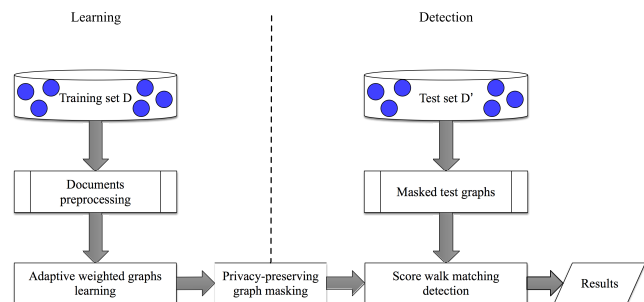 Learning
Detection
Training set D
Test set D'
Documents
preprocessing
Masked test graphs
Adaptive weighted graphs
learning
Privacy-preserving
graph masking
Score walk matching
detection
Results